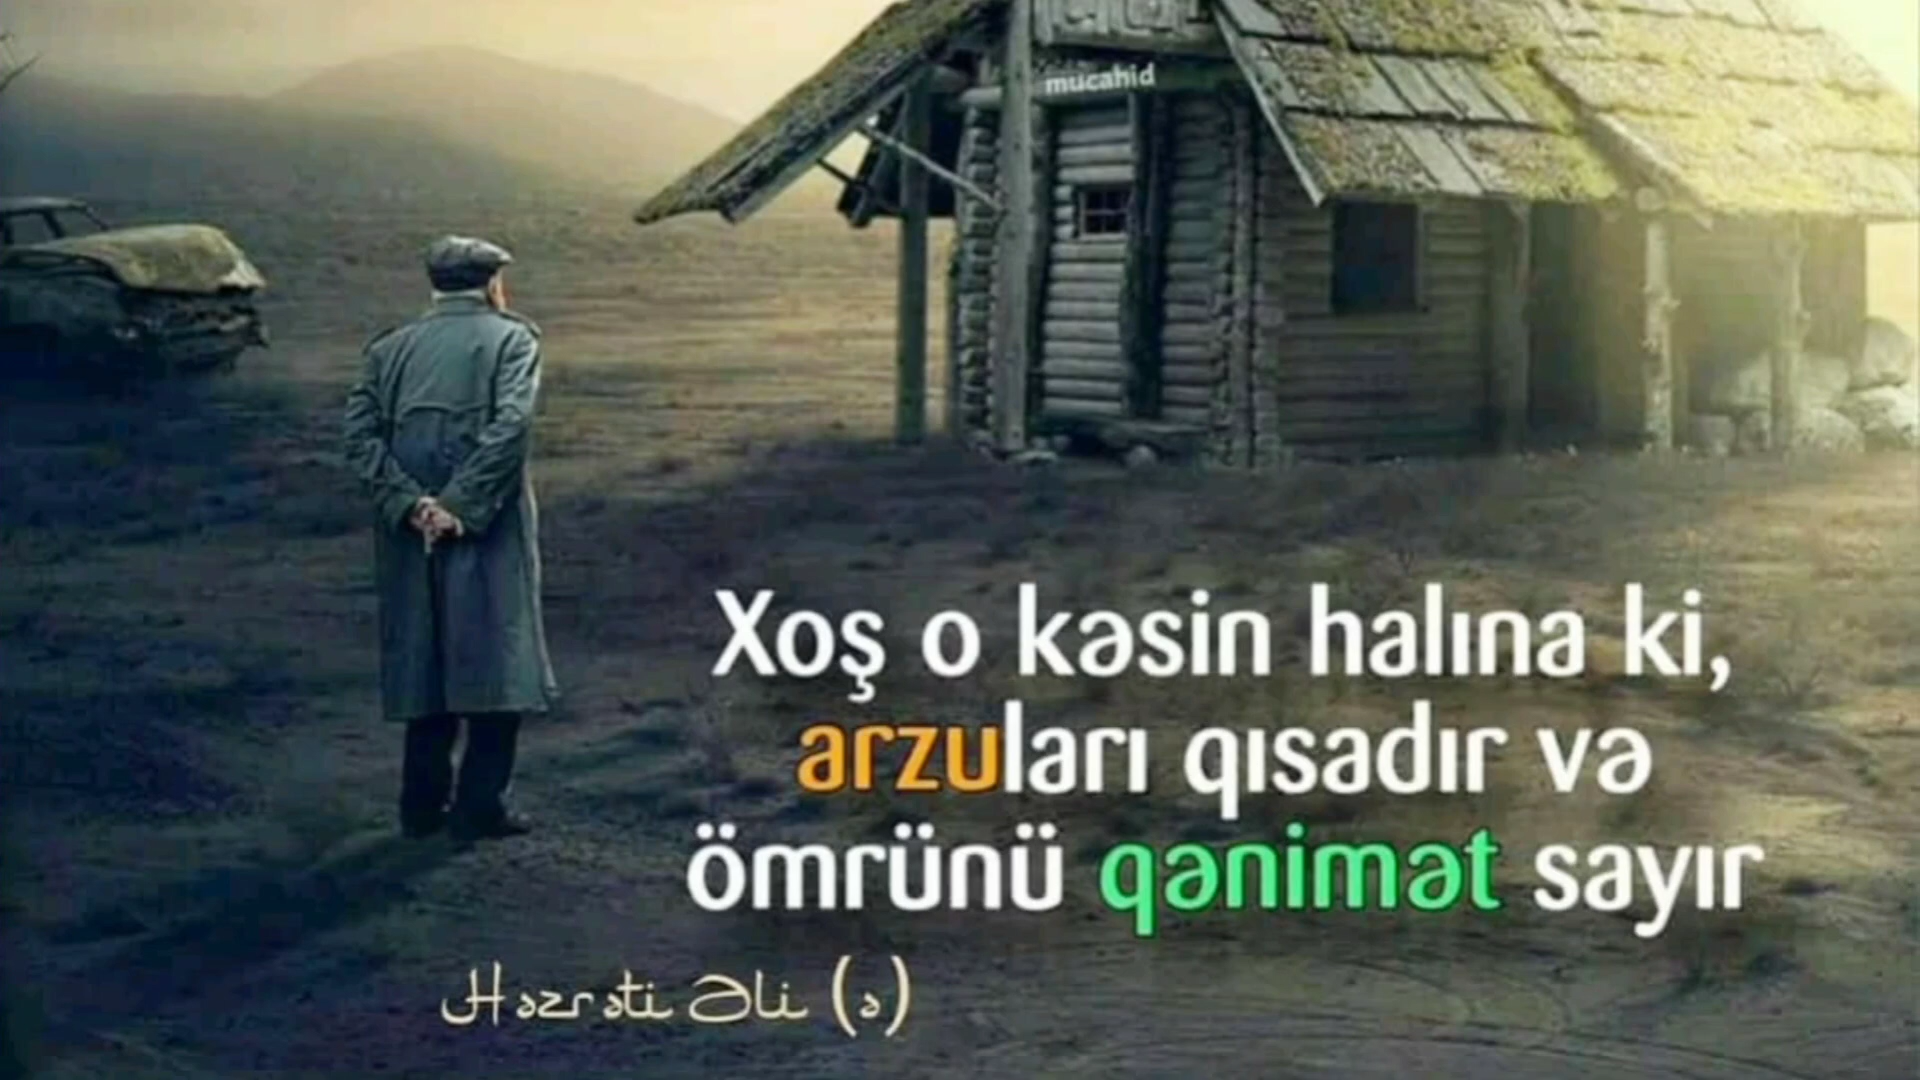 mucahid
Xoş o kəsin halına ki,
arzuları qısadır və
ömrünü qənimət sayır
Həzrəti Əli (ə)